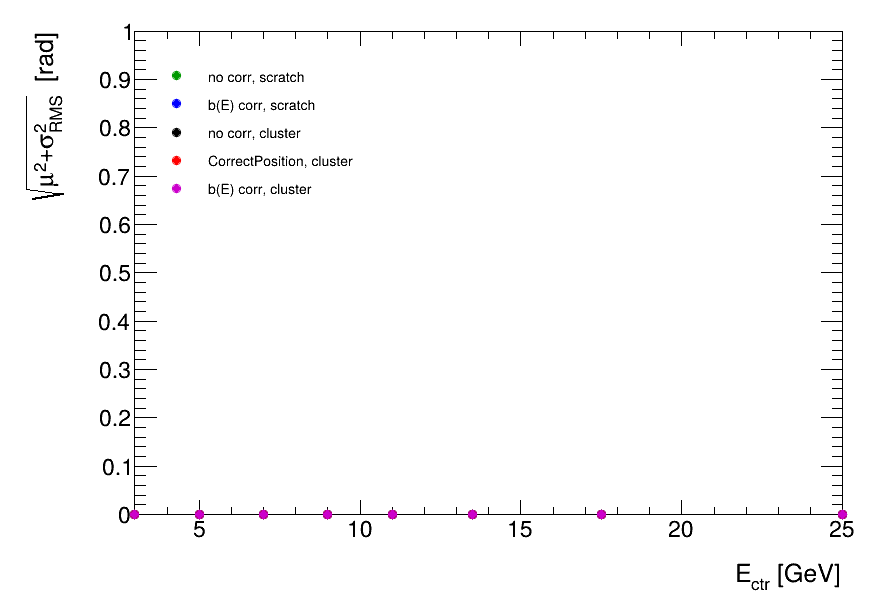 √μ²+σ²RMS [rad]
1
0.9
0.8
0.7
0.6
0.5
0.4
0.3
0.2
0.1
0
no corr, scratch
b(E) corr, scratch
no corr, cluster
CorrectPosition, cluster
b(E) corr, cluster
5 10 15 20 25
Ectr [GeV]